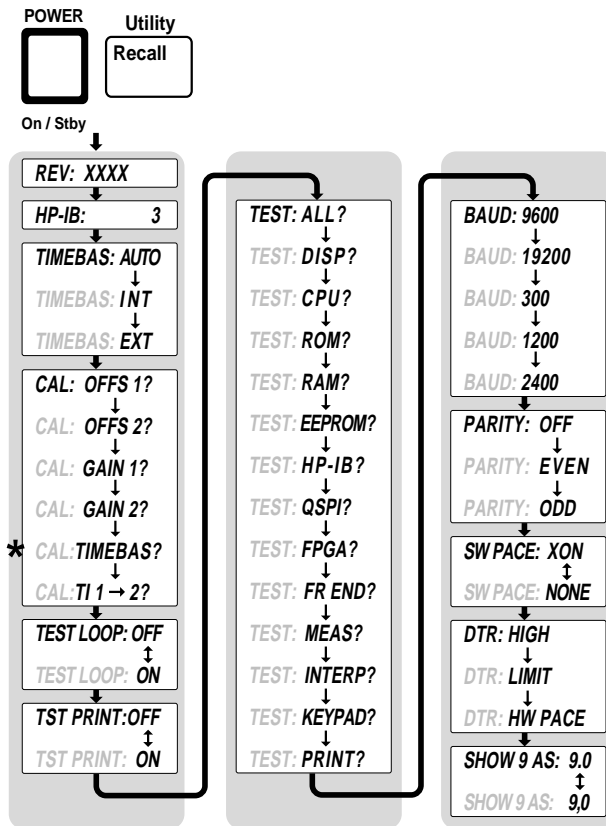 POWER
Utility
Recall
On / Stby
REV: XXXX
HP-IB: 3
TIMEBAS: AUTO
TIMEBAS: INT
TIMEBAS: EXT
CAL: OFFS 1?
CAL: OFFS 2?
CAL: GAIN 1?
CAL: GAIN 2?
* CAL:TIMEBAS?
CAL:TI 1 → 2?
TEST LOOP: OFF
TEST LOOP: ON
TST PRINT:OFF
TST PRINT: ON
TEST: ALL?
TEST: DISP?
TEST: CPU?
TEST: ROM?
TEST: RAM?
TEST: EEPROM?
TEST: HP-IB?
TEST: QSPI?
TEST: FPGA?
TEST: FR END?
TEST: MEAS?
TEST: INTERP?
TEST: KEYPAD?
TEST: PRINT?
BAUD: 9600
BAUD: 19200
BAUD: 300
BAUD: 1200
BAUD: 2400
PARITY: OFF
PARITY: EVEN
PARITY: ODD
SW PACE: XON
SW PACE: NONE
DTR: HIGH
DTR: LIMIT
DTR: HW PACE
SHOW 9 AS: 9.0
SHOW 9 AS: 9,0